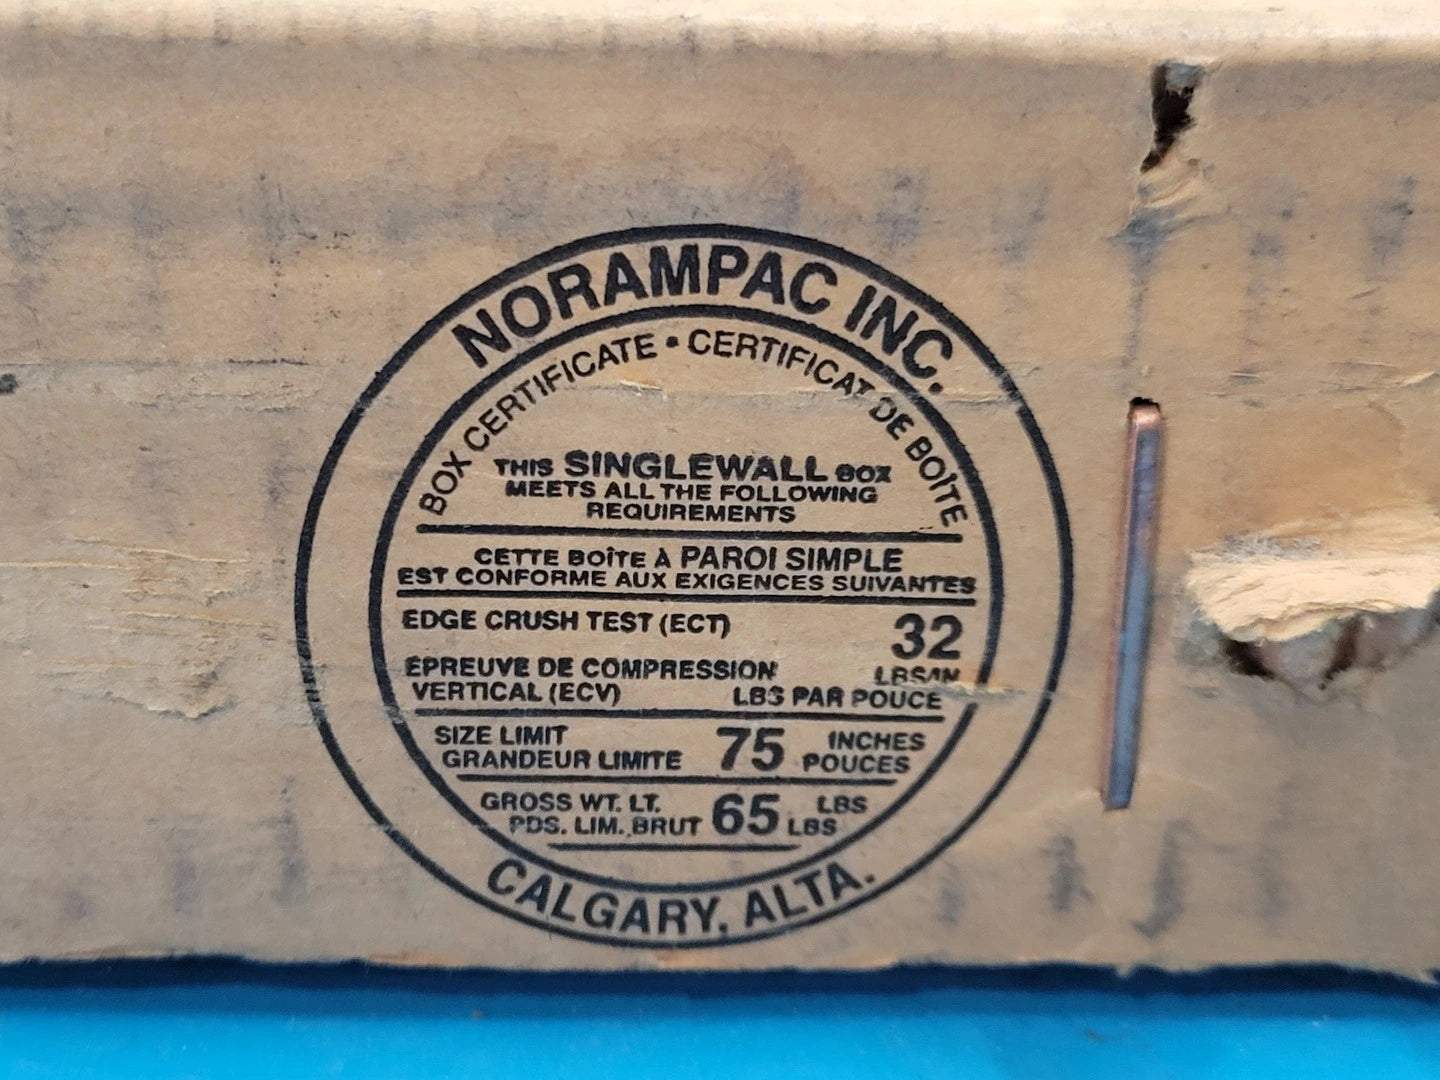 NORAMPAC INC.
BOX CERTIFICATE • CERTIFICAT DE BOÎTE
THIS SINGLEWALL BOX
MEETS ALL THE FOLLOWING
REQUIREMENTS
CETTE BOÎTE À PAROI SIMPLE
EST CONFORME AUX EXIGENCES SUIVANTES
EDGE CRUSH TEST (ECT) 32
LBS/IN
ÉPREUVE DE COMPRESSION
VERTICAL (ECV) LBS PAR POUCE
SIZE LIMIT 75 INCHES
GRANDEUR LIMITE POUCES
GROSS WT. LT. 65 LBS
PDS. LIM. BRUT LBS
CALGARY, ALTA.